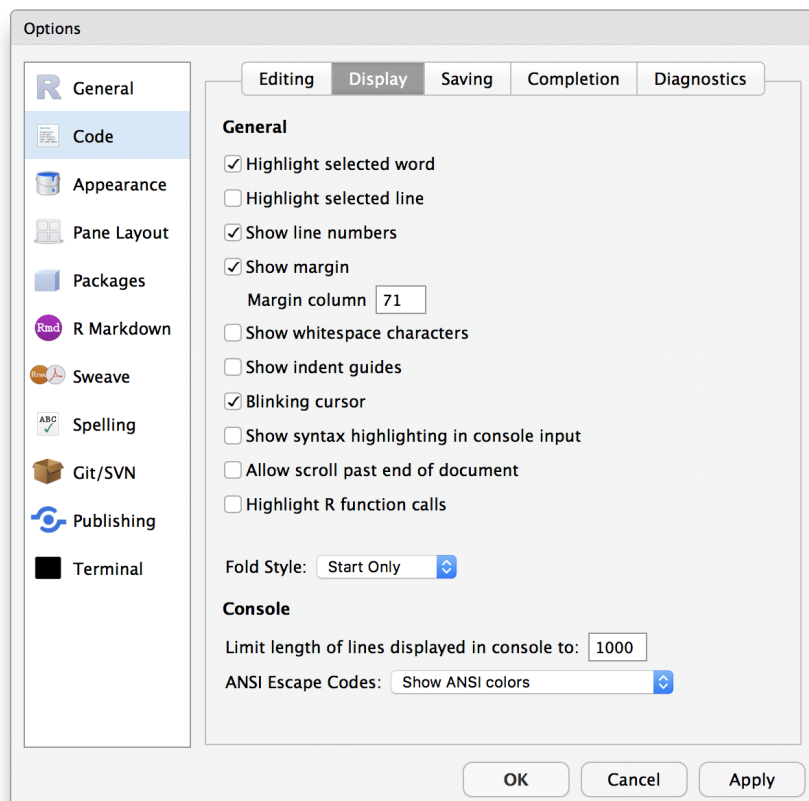 Options
General
Code
Appearance
Pane Layout
Packages
Rmd R Markdown
Rnw Sweave
ABC Spelling
Git/SVN
Publishing
Terminal
Editing Display Saving Completion Diagnostics
General
Highlight selected word
Highlight selected line
Show line numbers
Show margin
Margin column 71
Show whitespace characters
Show indent guides
Blinking cursor
Show syntax highlighting in console input
Allow scroll past end of document
Highlight R function calls
Fold Style: Start Only
Console
Limit length of lines displayed in console to: 1000
ANSI Escape Codes: Show ANSI colors
OK Cancel Apply